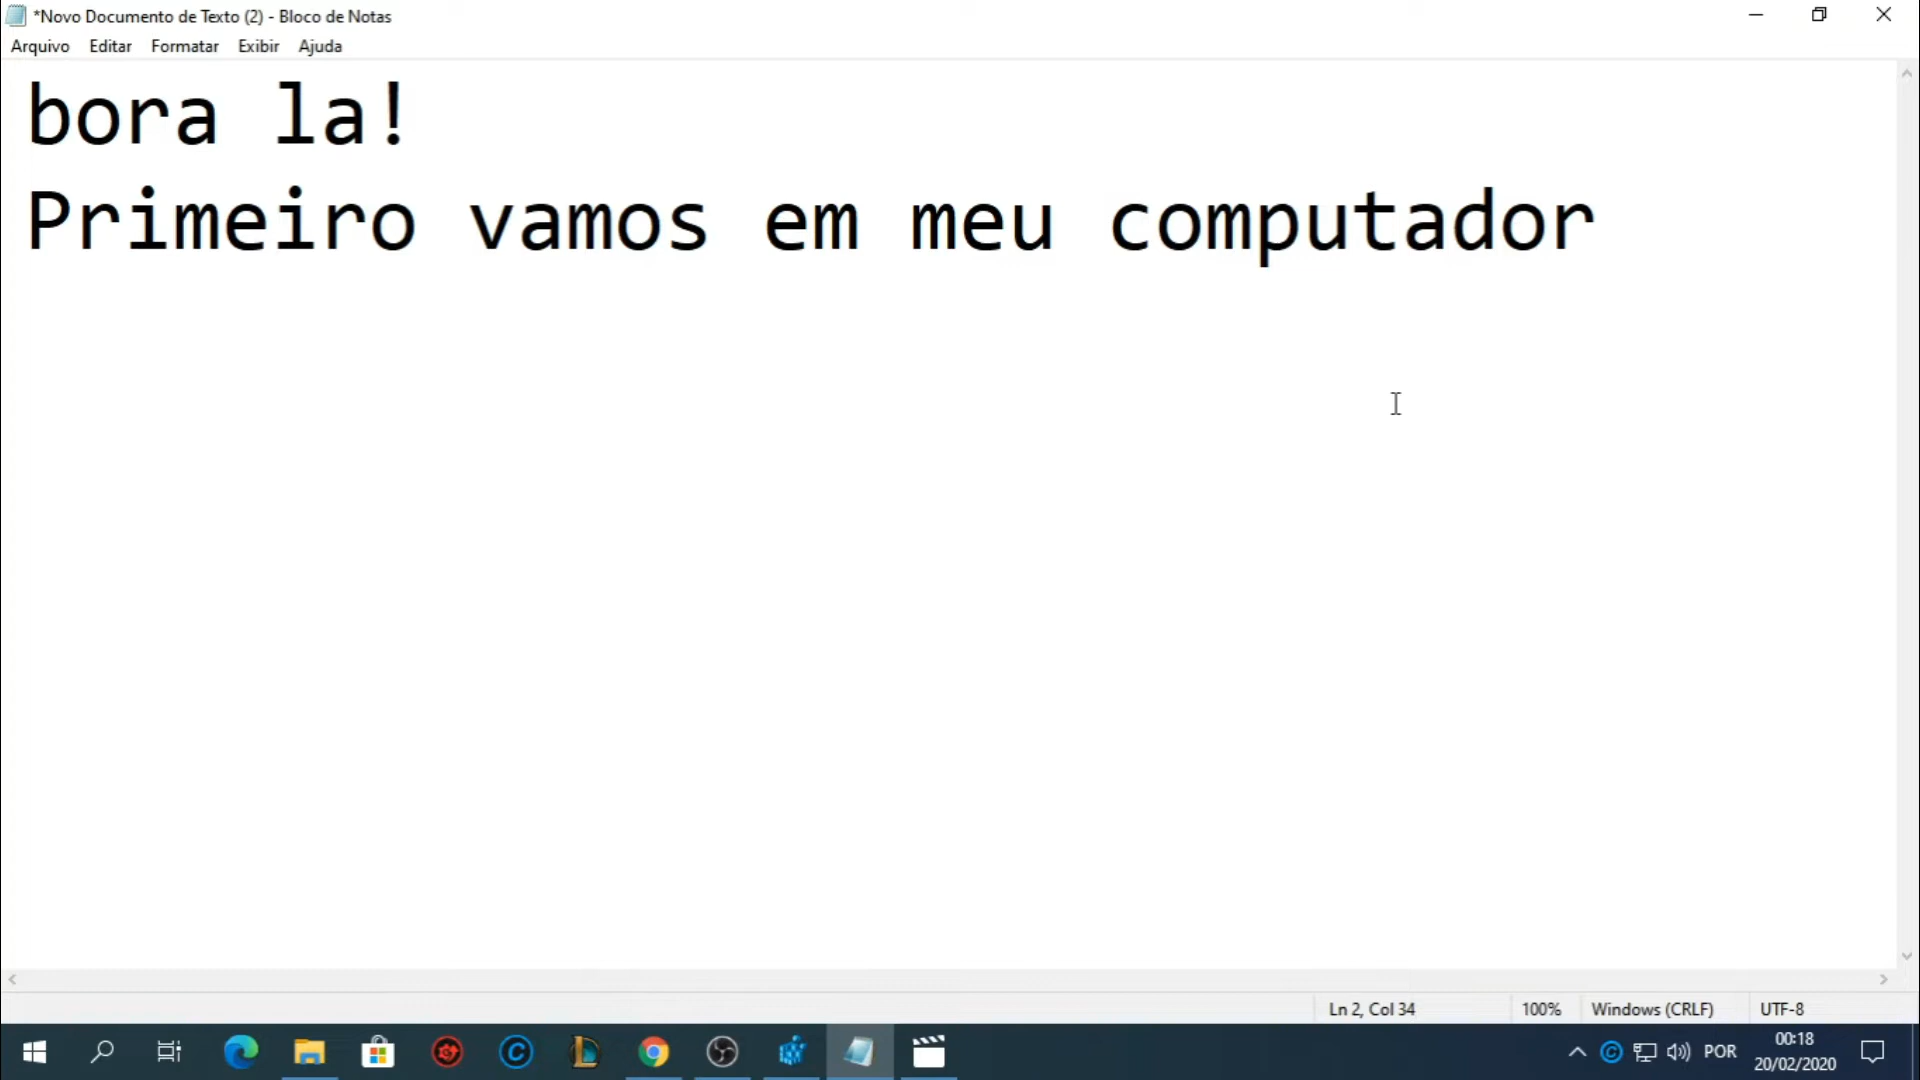 *Novo Documento de Texto (2) - Bloco de Notas
Arquivo Editar Formatar Exibir Ajuda
bora la!
Primeiro vamos em meu computador
Ln 2, Col 34 100% Windows (CRLF) UTF-8
POR 00:18
20/02/2020